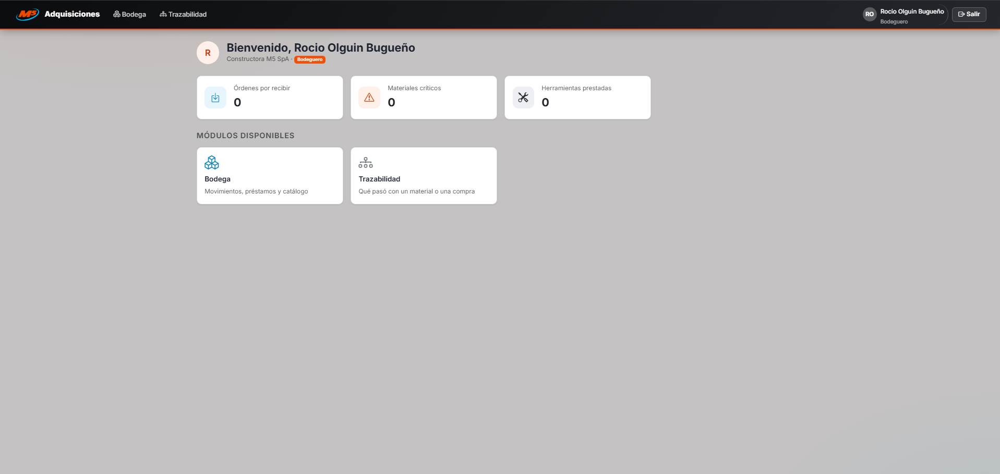 M5 Adquisiciones Bodega Trazabilidad
RO Rocio Olguin Bugueño
Bodeguero
Salir
R
Bienvenido, Rocio Olguin Bugueño
Constructora M5 SpA · Bodeguero
Órdenes por recibir
0
Materiales críticos
0
Herramientas prestadas
0
MÓDULOS DISPONIBLES
Bodega
Movimientos, préstamos y catálogo
Trazabilidad
Qué pasó con un material o una compra